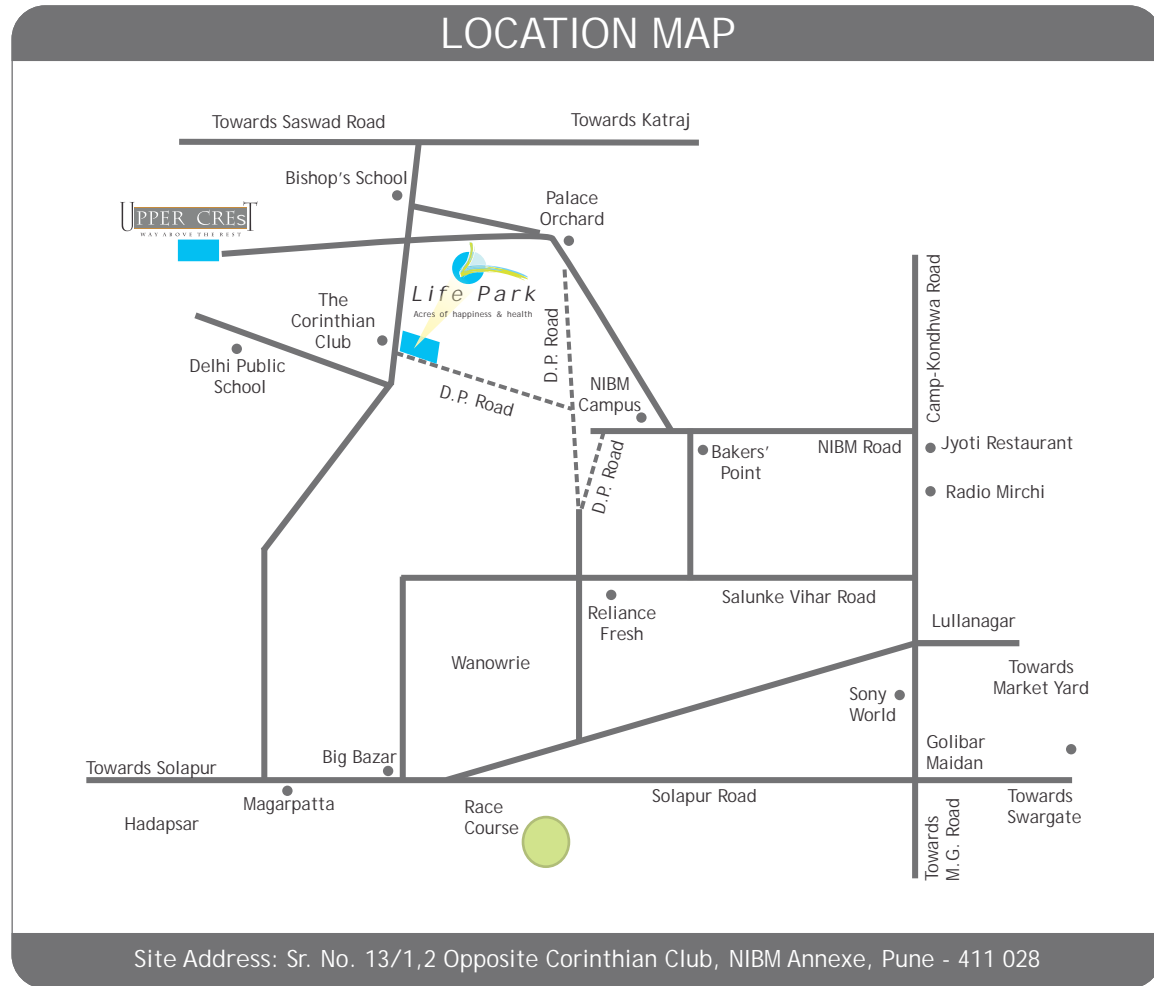 LOCATION MAP
Towards Saswad Road
Towards Katraj
Bishop's School
Palace
Orchard
UPPER CREsT
WAY ABOVE THE REST
Life Park
Acres of happiness & health
The
Corinthian
Club
Delhi Public
School
D.P. Road
D.P. Road
NIBM
Campus
D.P. Road
Camp-Kondhwa Road
NIBM Road
Bakers'
Point
Jyoti Restaurant
Radio Mirchi
Salunke Vihar Road
Reliance
Fresh
Lullanagar
Wanowrie
Towards
Market Yard
Sony
World
Golibar
Maidan
Big Bazar
Towards Solapur
Magarpatta
Hadapsar
Race
Course
Solapur Road
Towards
Swargate
Towards
M.G. Road
Site Address: Sr. No. 13/1,2 Opposite Corinthian Club, NIBM Annexe, Pune - 411 028